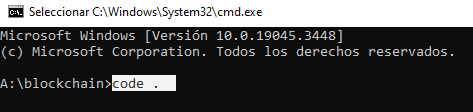 Seleccionar C:\Windows\System32\cmd.exe
Microsoft Windows [Versión 10.0.19045.3448]
(c) Microsoft Corporation. Todos los derechos reservados.
A:\blockchain>code .